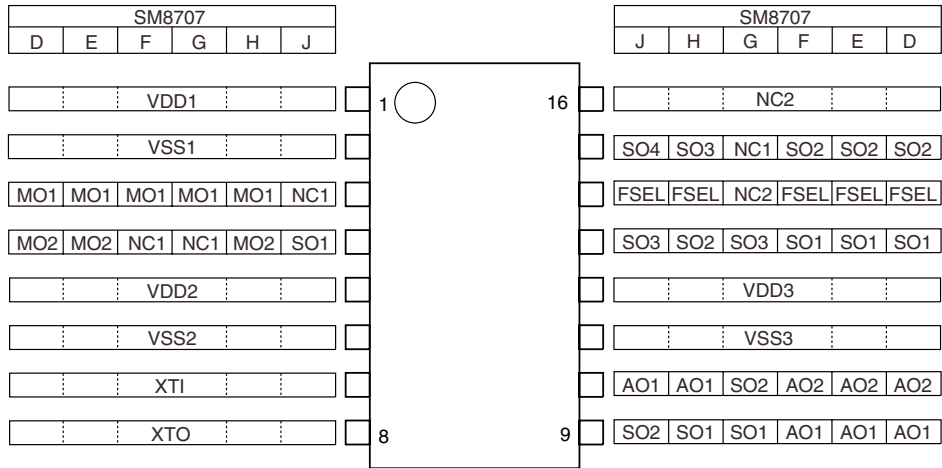 SM8707 SM8707
D E F G H J J H G F E D
VDD1 1 16 NC2
VSS1 SO4 SO3 NC1 SO2 SO2 SO2
MO1 MO1 MO1 MO1 MO1 NC1 FSEL FSEL NC2 FSEL FSEL FSEL
MO2 MO2 NC1 NC1 MO2 SO1 SO3 SO2 SO3 SO1 SO1 SO1
VDD2 VDD3
VSS2 VSS3
XTI AO1 AO1 SO2 AO2 AO2 AO2
XTO 8 9 SO2 SO1 SO1 AO1 AO1 AO1